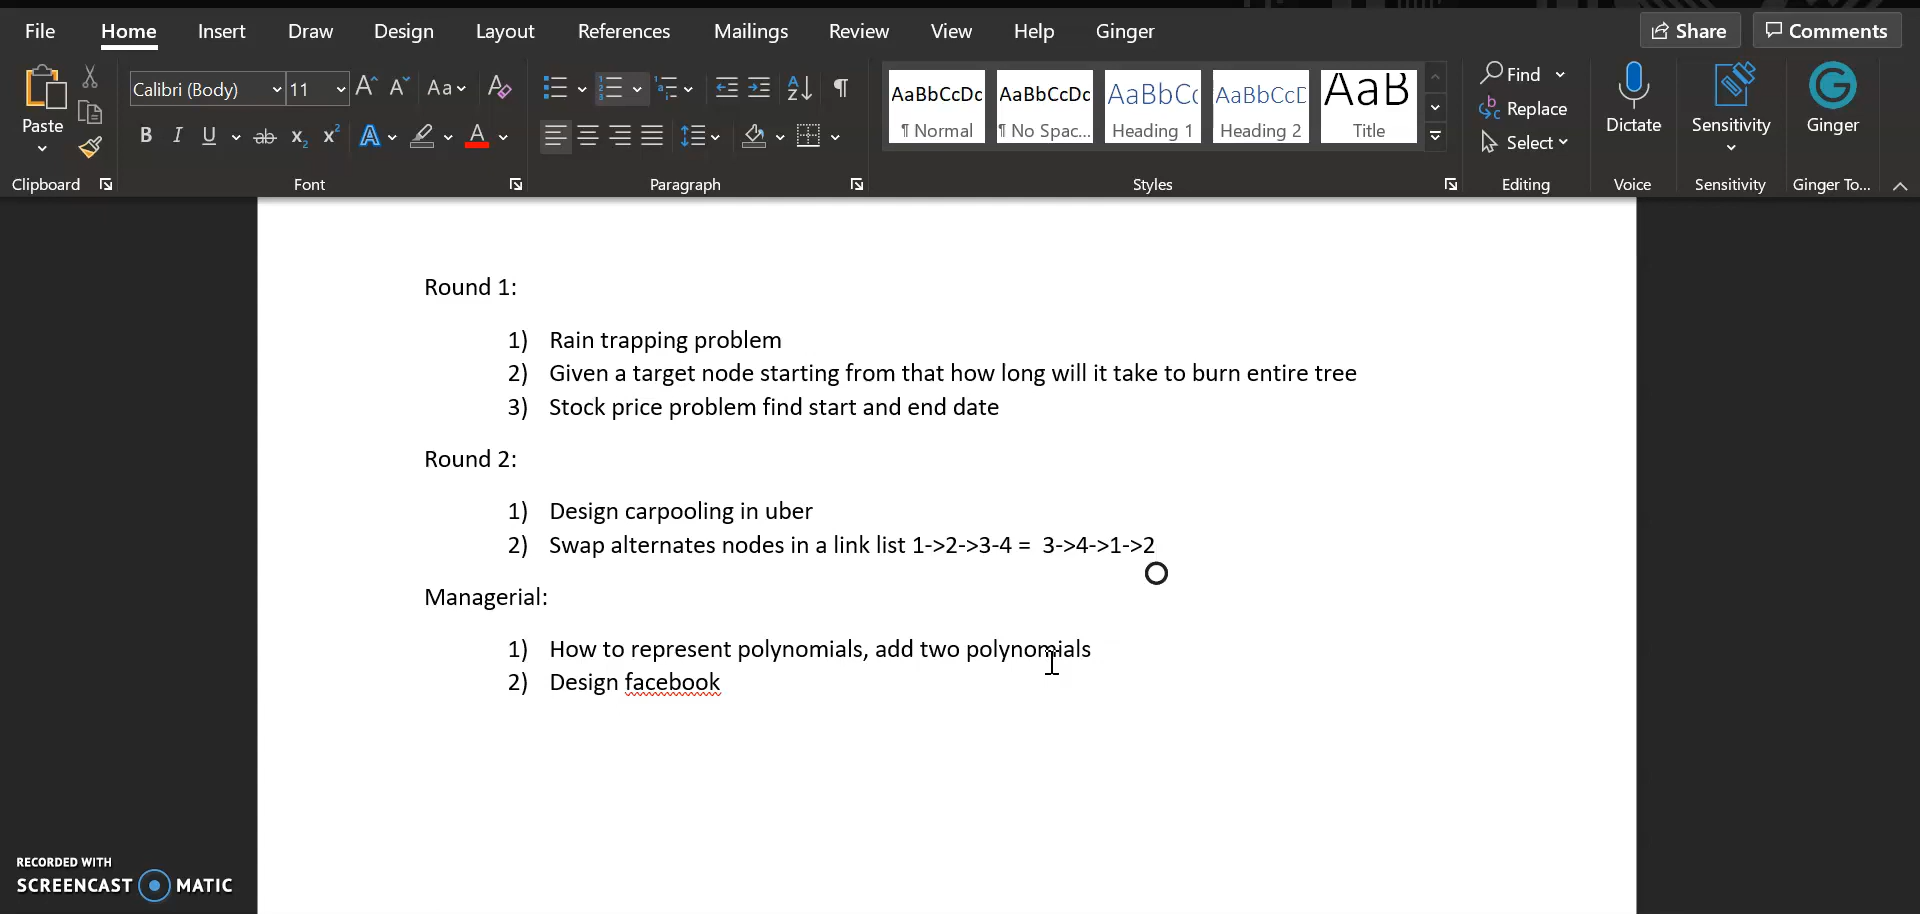 File Home Insert Draw Design Layout References Mailings Review View Help Ginger Share Comments
Calibri (Body) 11 Aa AaBbCcDc AaBbCcDc AaBbCc AaBbCcD AaB Find
Paste ¶ Normal ¶ No Spac... Heading 1 Heading 2 Title Replace Dictate Sensitivity Ginger
B I U ab x₂ x² A A Select
Clipboard Font Paragraph Styles Editing Voice Sensitivity Ginger To...
Round 1:
1) Rain trapping problem
2) Given a target node starting from that how long will it take to burn entire tree
3) Stock price problem find start and end date
Round 2:
1) Design carpooling in uber
2) Swap alternates nodes in a link list 1->2->3-4 = 3->4->1->2
Managerial:
1) How to represent polynomials, add two polynomials
2) Design facebook
RECORDED WITH
SCREENCAST MATIC